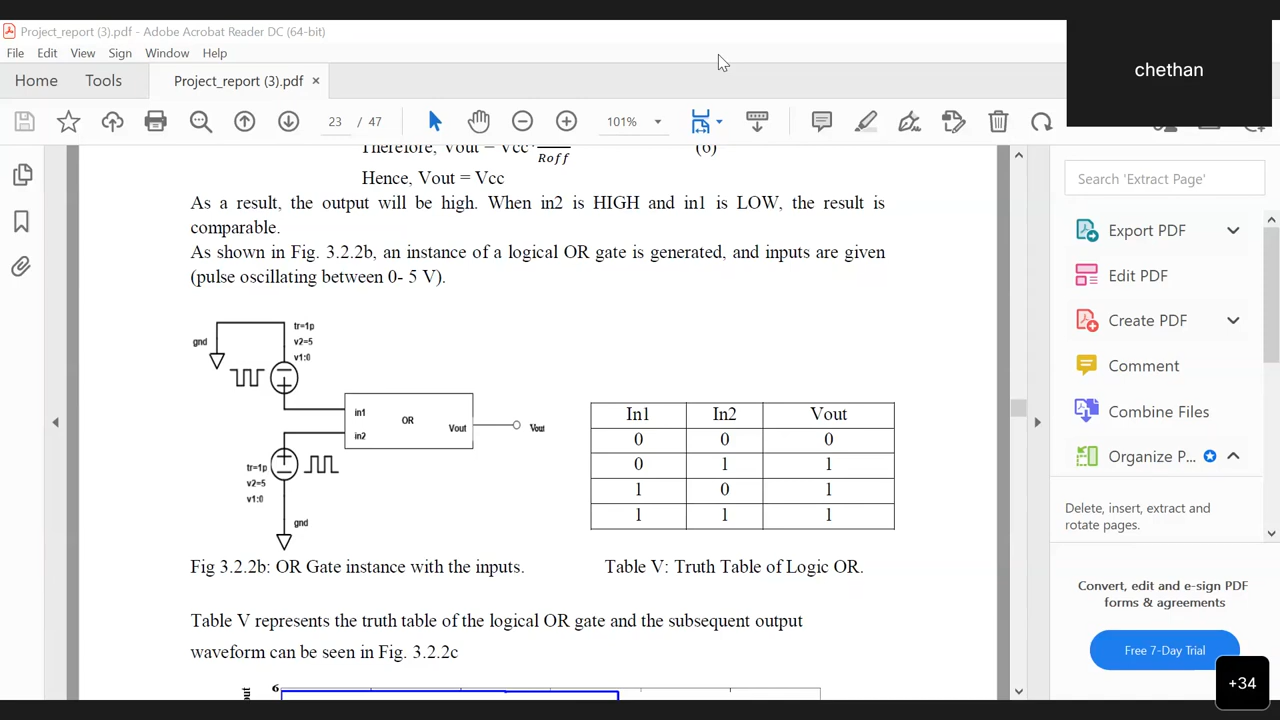 Project_report (3).pdf - Adobe Acrobat Reader DC (64-bit)
File Edit View Sign Window Help
Home Tools Project_report (3).pdf ×
23 / 47 101%
chethan
Therefore, Vout = Vcc · (6)
Roff
Hence, Vout = Vcc
As a result, the output will be high. When in2 is HIGH and in1 is LOW, the result is
comparable.
As shown in Fig. 3.2.2b, an instance of a logical OR gate is generated, and inputs are given
(pulse oscillating between 0- 5 V).
tr=1p
gnd
v2=5
v1:0
in1
OR
Vout
Vout
in2
tr=1p
v2=5
v1:0
gnd
In1 In2 Vout
0 0 0
0 1 1
1 0 1
1 1 1
Fig 3.2.2b: OR Gate instance with the inputs. Table V: Truth Table of Logic OR.
Table V represents the truth table of the logical OR gate and the subsequent output
waveform can be seen in Fig. 3.2.2c
6
Search 'Extract Page'
Export PDF
Edit PDF
Create PDF
Comment
Combine Files
Organize P...
Delete, insert, extract and
rotate pages.
Convert, edit and e-sign PDF
forms & agreements
Free 7-Day Trial
+34